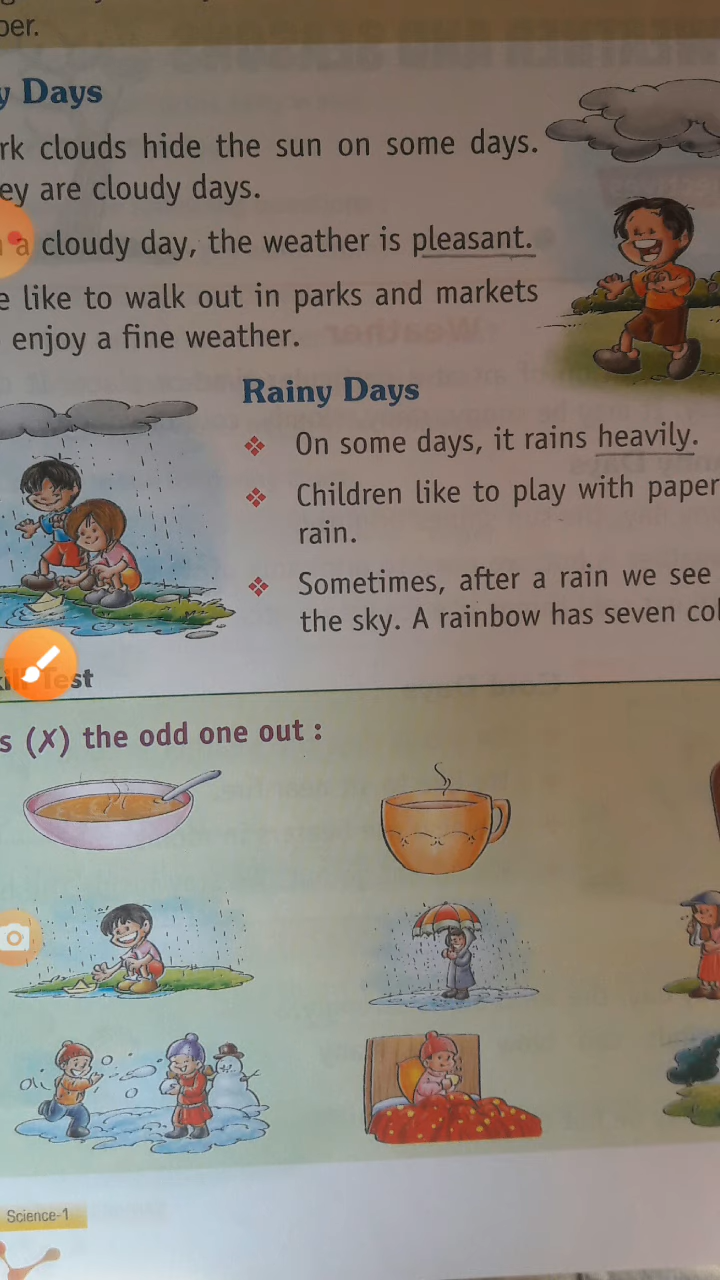 per.
y Days
rk clouds hide the sun on some days.
ey are cloudy days.
a cloudy day, the weather is pleasant.
e like to walk out in parks and markets
enjoy a fine weather.
Rainy Days
❖ On some days, it rains heavily.
❖ Children like to play with paper
rain.
❖ Sometimes, after a rain we see
the sky. A rainbow has seven col
Test
s (✗) the odd one out :
Science-1